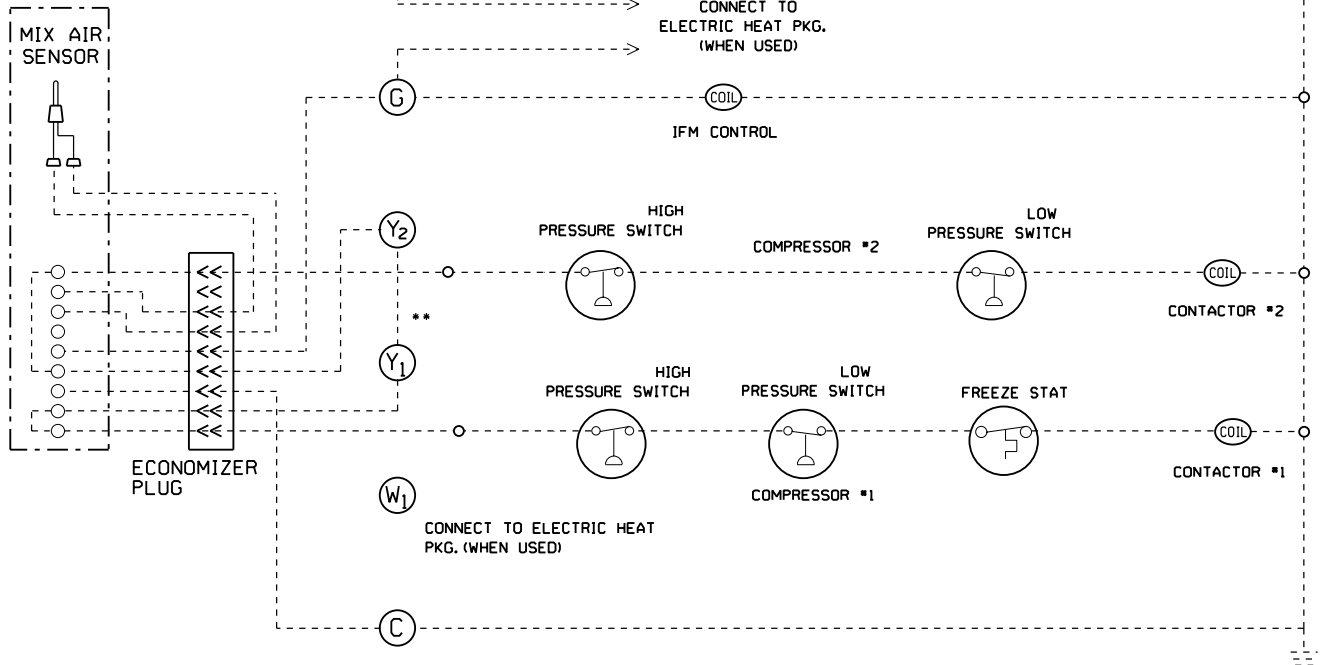 CONNECT TO
ELECTRIC HEAT PKG.
(WHEN USED)
MIX AIR
SENSOR
G
COIL
IFM CONTROL
Y2
HIGH
PRESSURE SWITCH
COMPRESSOR #2
LOW
PRESSURE SWITCH
COIL
CONTACTOR #2
**
Y1
HIGH
PRESSURE SWITCH
LOW
PRESSURE SWITCH
FREEZE STAT
COIL
CONTACTOR #1
COMPRESSOR #1
ECONOMIZER
PLUG
W1
CONNECT TO ELECTRIC HEAT
PKG. (WHEN USED)
C